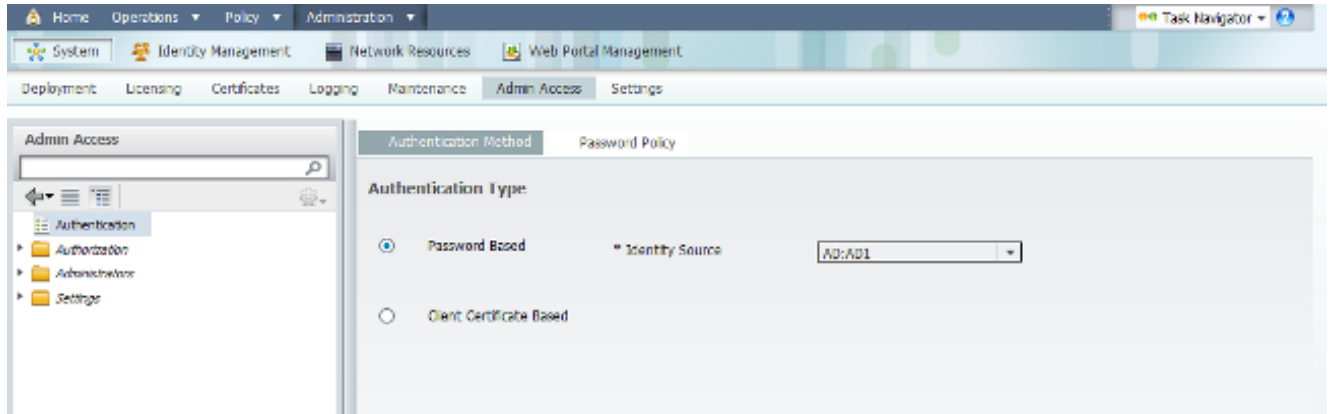 Home Operations Policy Administration Task Navigator ?
System Identity Management Network Resources Web Portal Management
Deployment Licensing Certificates Logging Maintenance Admin Access Settings
Admin Access
Authentication Method Password Policy
Authentication Type
Authentication
Authorization
Administrators
Settings
Password Based * Identity Source AD:AD1
Client Certificate Based